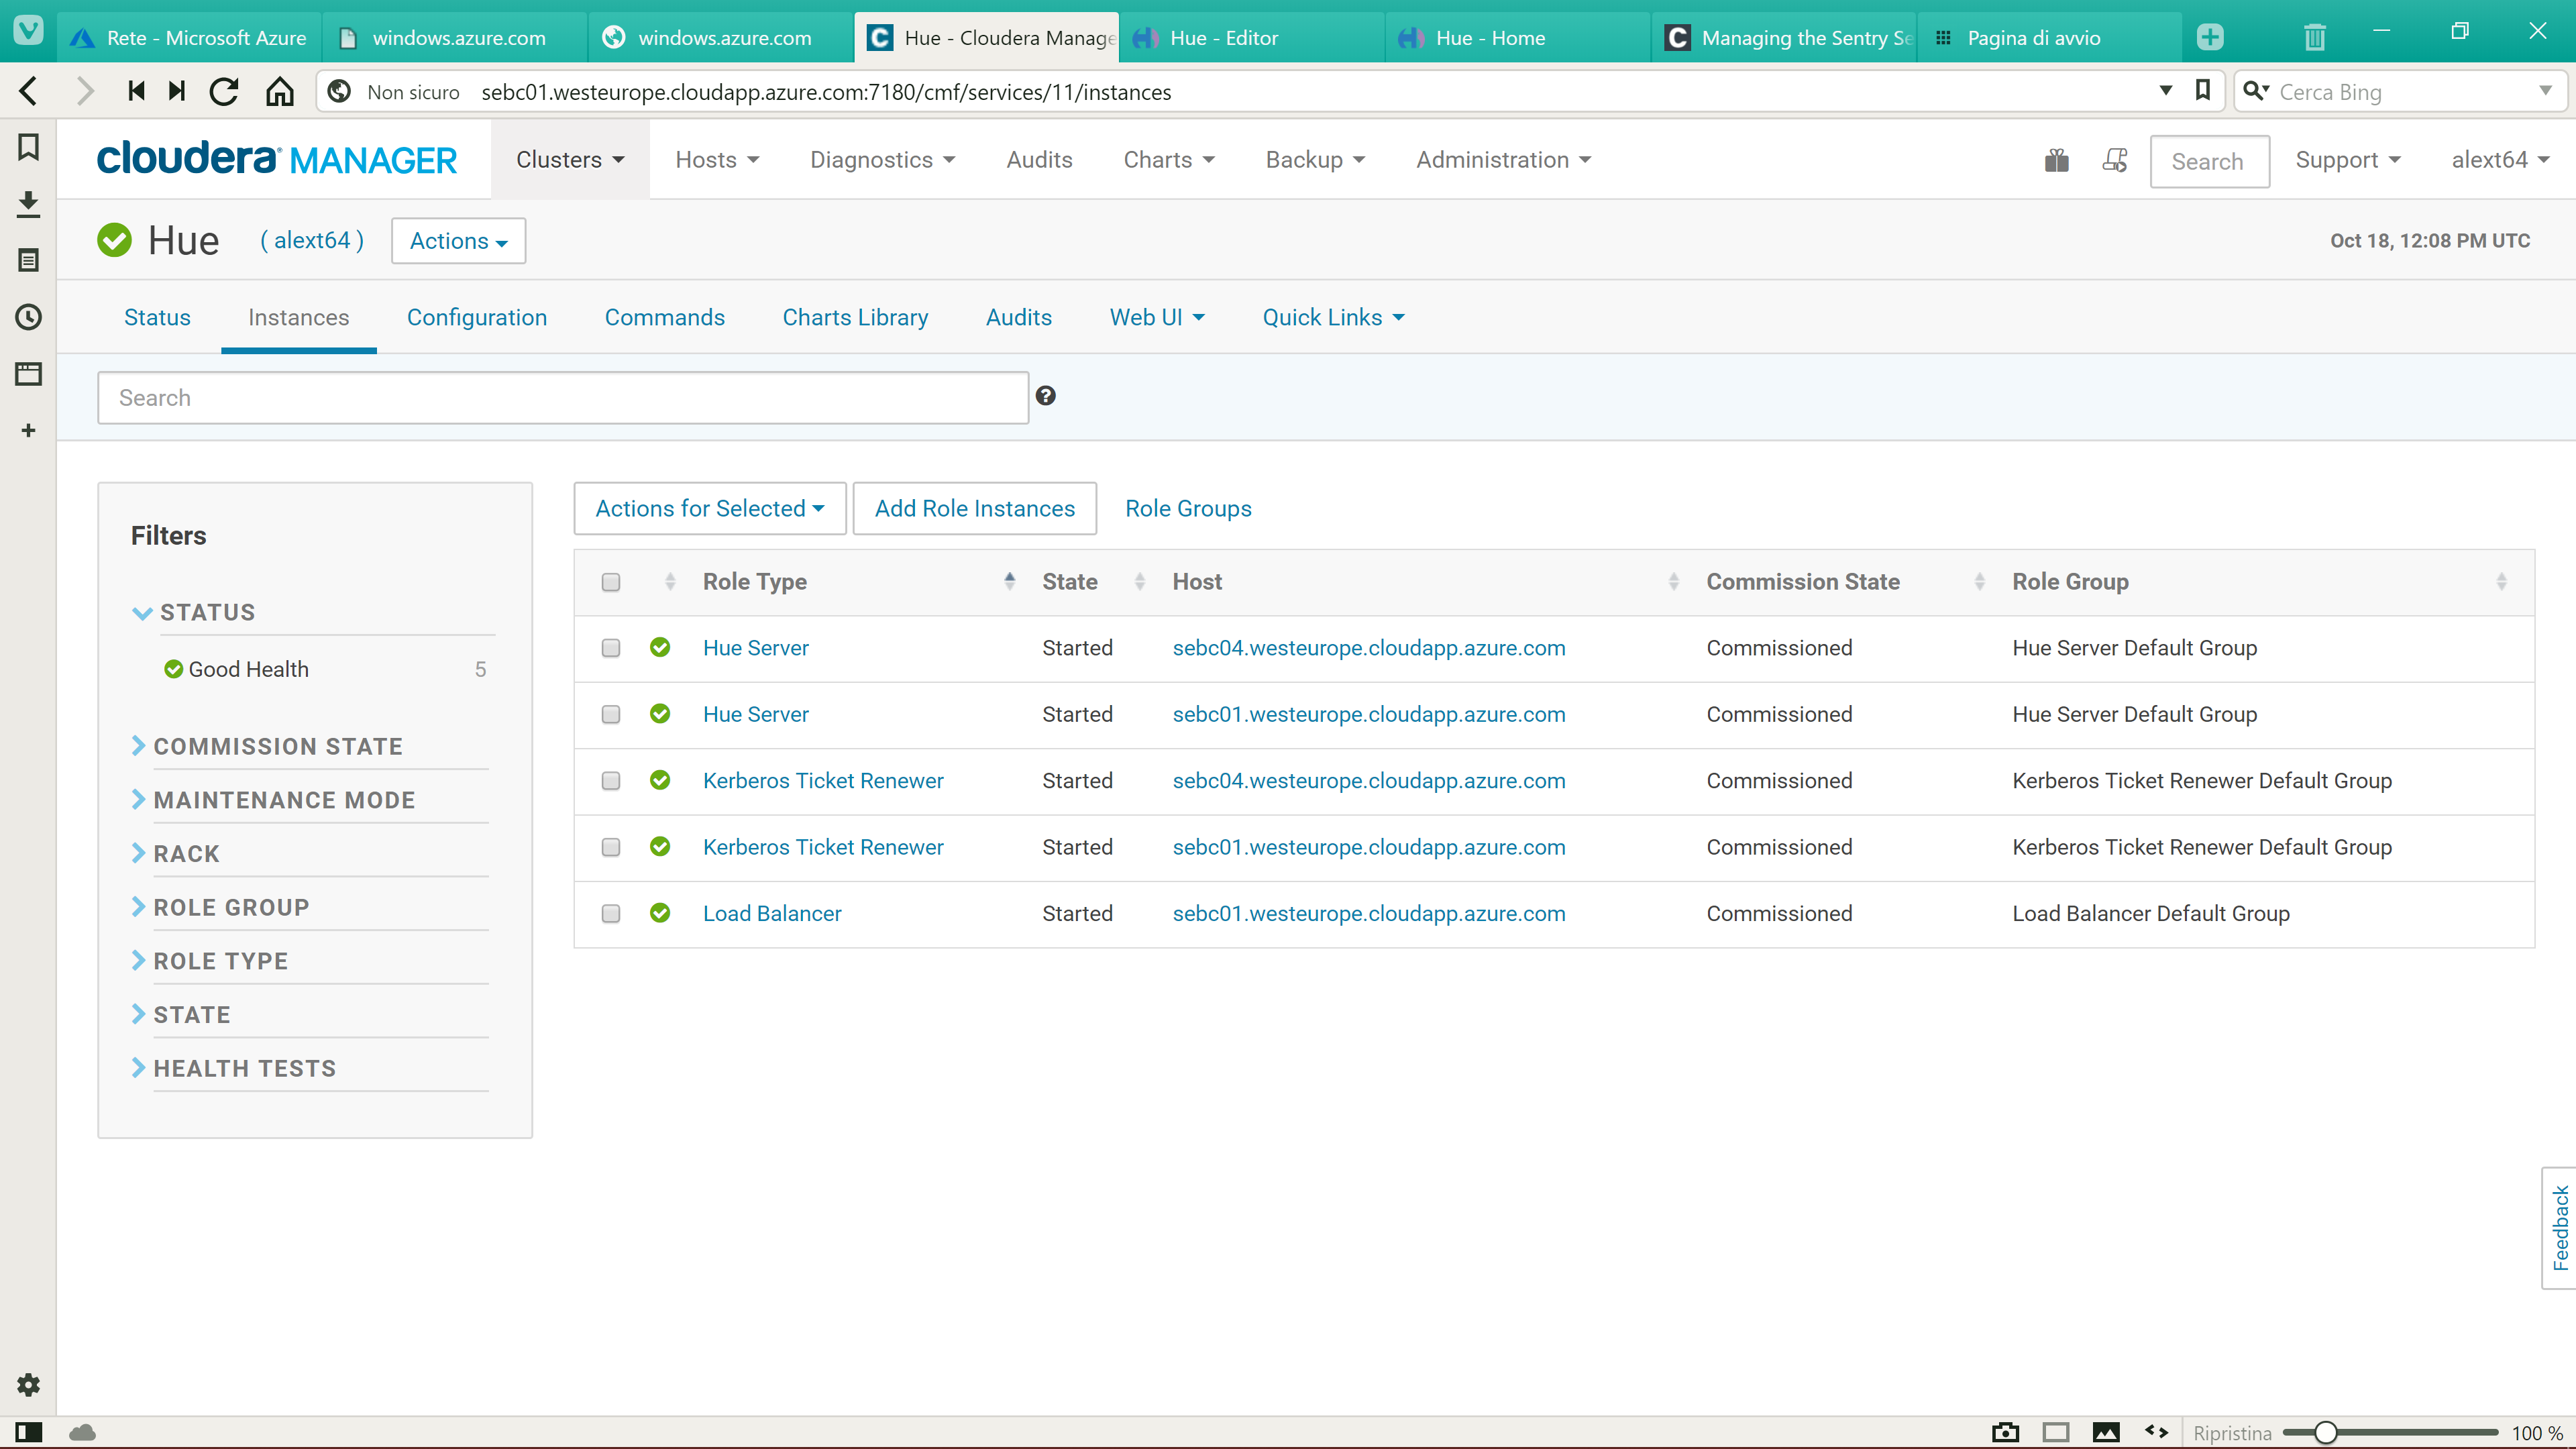 Rete - Microsoft Azure
windows.azure.com
windows.azure.com
Hue - Cloudera Manage
Hue - Editor
Hue - Home
Managing the Sentry Se
Pagina di avvio
Non sicuro sebc01.westeurope.cloudapp.azure.com:7180/cmf/services/11/instances
Cerca Bing
cloudera MANAGER
Clusters Hosts Diagnostics Audits Charts Backup Administration
Search Support alext64
Hue ( alext64 ) Actions
Oct 18, 12:08 PM UTC
Status Instances Configuration Commands Charts Library Audits Web UI Quick Links
Search
Filters
STATUS
Good Health 5
COMMISSION STATE
MAINTENANCE MODE
RACK
ROLE GROUP
ROLE TYPE
STATE
HEALTH TESTS
Actions for Selected Add Role Instances Role Groups
Role Type State Host Commission State Role Group
Hue Server Started sebc04.westeurope.cloudapp.azure.com Commissioned Hue Server Default Group
Hue Server Started sebc01.westeurope.cloudapp.azure.com Commissioned Hue Server Default Group
Kerberos Ticket Renewer Started sebc04.westeurope.cloudapp.azure.com Commissioned Kerberos Ticket Renewer Default Group
Kerberos Ticket Renewer Started sebc01.westeurope.cloudapp.azure.com Commissioned Kerberos Ticket Renewer Default Group
Load Balancer Started sebc01.westeurope.cloudapp.azure.com Commissioned Load Balancer Default Group
Feedback
Ripristina 100 %